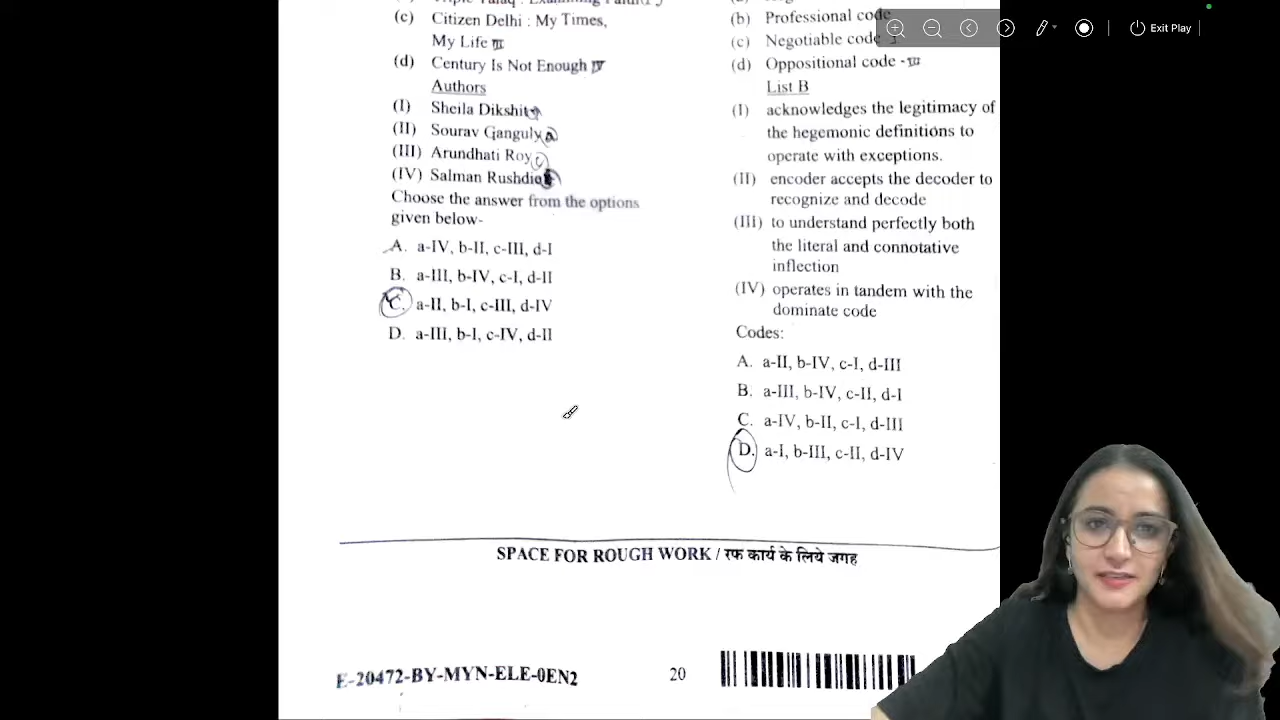 (c) Citizen Delhi : My Times,
My Life III
(d) Century Is Not Enough IV
Authors
(I) Sheila Dikshit
(II) Sourav Ganguly a
(III) Arundhati Roy c
(IV) Salman Rushdie
Choose the answer from the options
given below-
A. a-IV, b-II, c-III, d-I
B. a-III, b-IV, c-I, d-II
C. a-II, b-I, c-III, d-IV
D. a-III, b-I, c-IV, d-II
(b) Professional code
(c) Negotiable code I
(d) Oppositional code - III
List B
(I) acknowledges the legitimacy of
the hegemonic definitions to
operate with exceptions.
(II) encoder accepts the decoder to
recognize and decode
(III) to understand perfectly both
the literal and connotative
inflection
(IV) operates in tandem with the
dominate code
Codes:
A. a-II, b-IV, c-I, d-III
B. a-III, b-IV, c-II, d-I
C. a-IV, b-II, c-I, d-III
D. a-I, b-III, c-II, d-IV
Exit Play
SPACE FOR ROUGH WORK / रफ कार्य के लिये जगह
E-20472-BY-MYN-ELE-0EN2
20